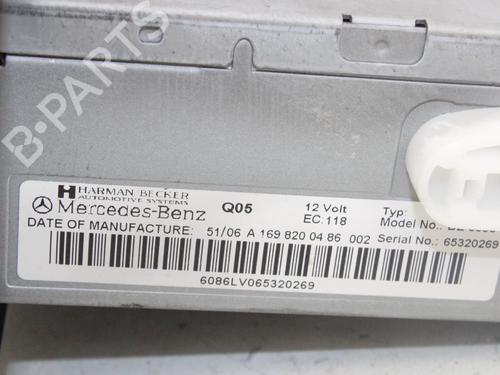 B-PARTS
HARMAN/BECKER
AUTOMOTIVE SYSTEMS
Mercedes-Benz Q05 12 Volt Typ:
EC:118 Model No.:
DATE OF MANUFACTURE: 51/06 A 169 820 04 86 002 Serial No.: 65320269
6086LV065320269